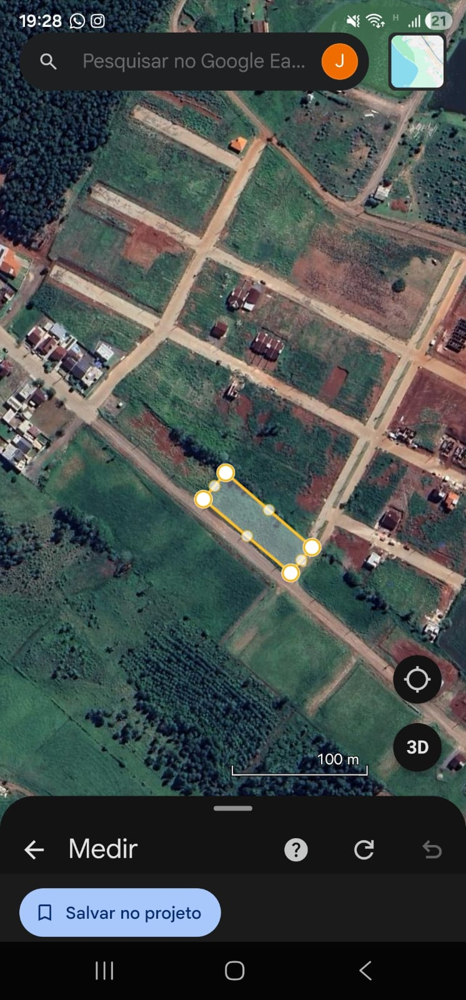 19:28
H
21
Pesquisar no Google Ea...
J
100 m
3D
Medir
?
Salvar no projeto